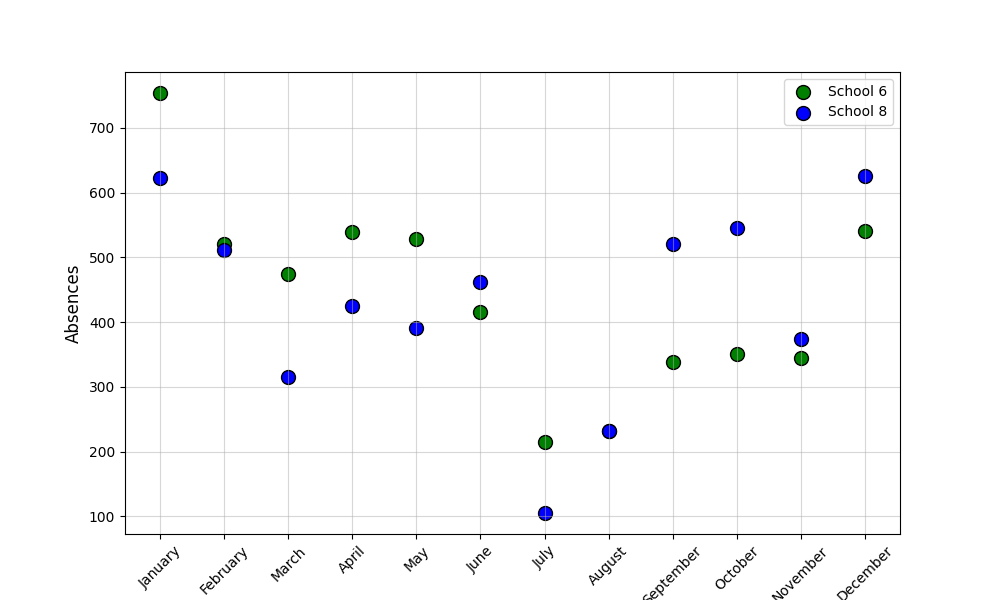 School 6
School 8
Absences
700
600
500
400
300
200
100
January
February
March
April
May
June
July
August
September
October
November
December